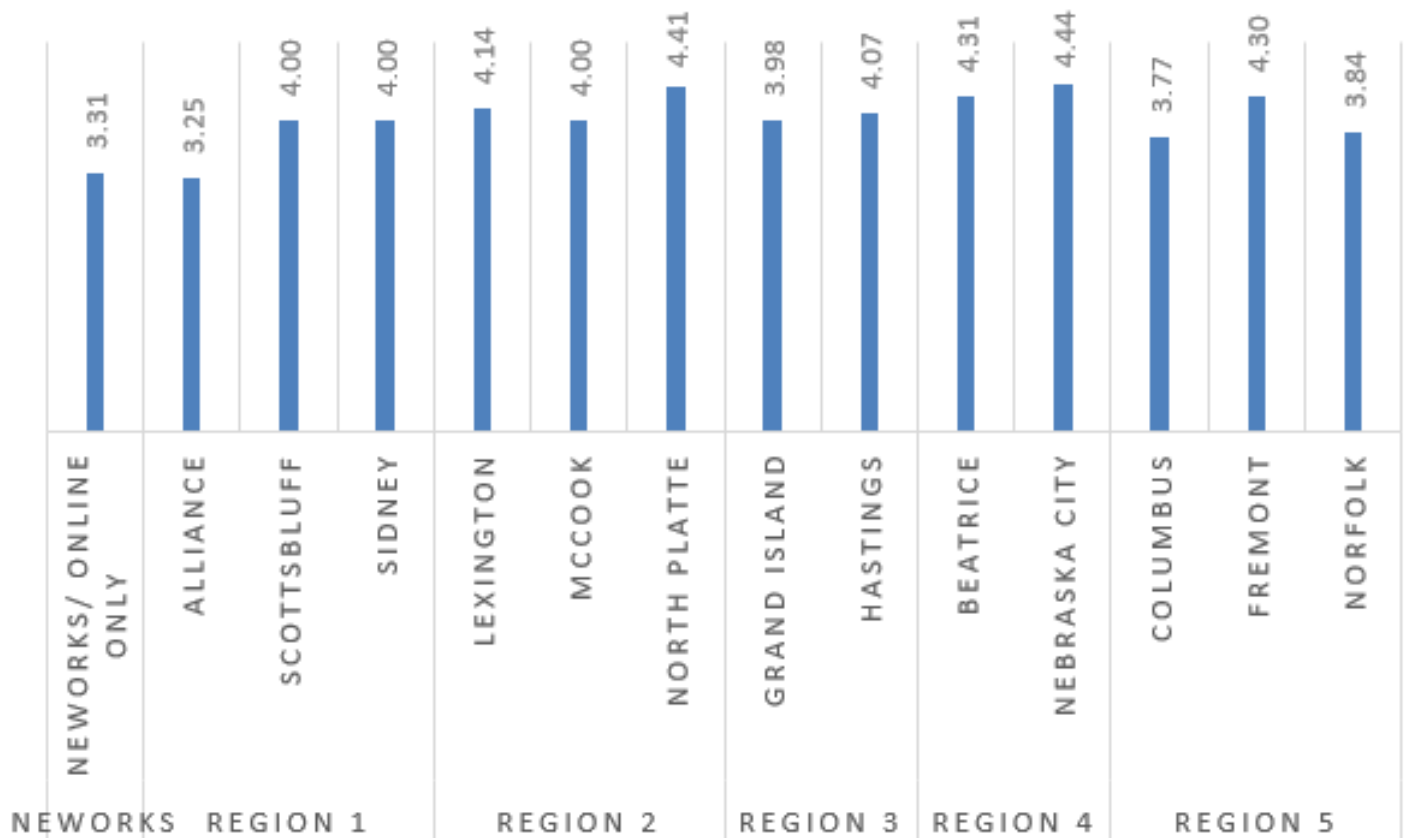 3.31
3.25
4.00
4.00
4.14
4.00
4.41
3.98
4.07
4.31
4.44
3.77
4.30
3.84
NEWORKS/ ONLINE
ONLY
ALLIANCE
SCOTTSBLUFF
SIDNEY
LEXINGTON
MCCOOK
NORTH PLATTE
GRAND ISLAND
HASTINGS
BEATRICE
NEBRASKA CITY
COLUMBUS
FREMONT
NORFOLK
NEWORKS
REGION 1
REGION 2
REGION 3
REGION 4
REGION 5